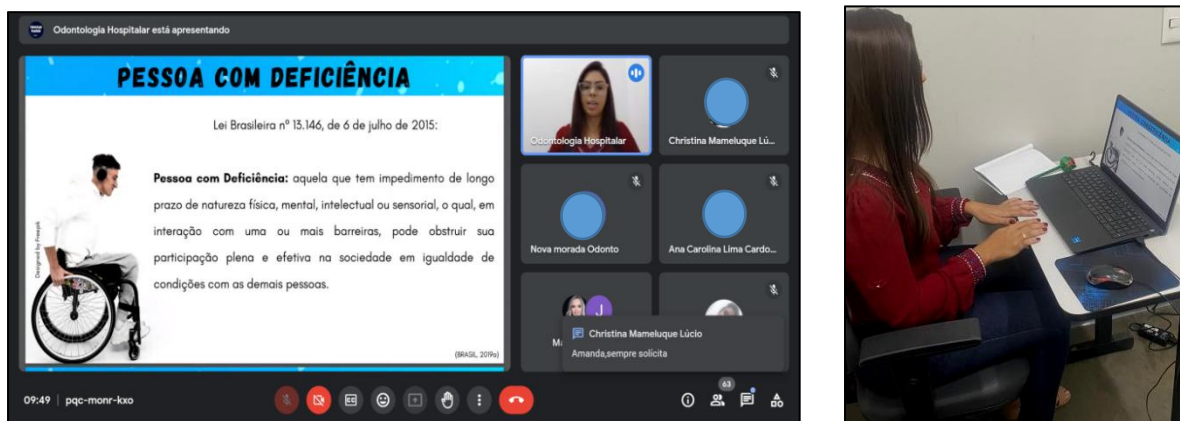 Odontologia Hospitalar está apresentando
PESSOA COM DEFICIÊNCIA
Lei Brasileira nº 13.146, de 6 de julho de 2015:
Pessoa com Deficiência: aquela que tem impedimento de longo
prazo de natureza física, mental, intelectual ou sensorial, o qual, em
interação com uma ou mais barreiras, pode obstruir sua
participação plena e efetiva na sociedade em igualdade de
condições com as demais pessoas.
Designed by Freepik
(BRASIL, 2019a)
Odontologia Hospitalar
Christina Mameluque Lú...
Nova morada Odonto
Ana Carolina Lima Cardo...
J
Ma
Christina Mameluque Lúcio
Amanda,sempre solícita
09:49 | pqc-monr-kxo
63